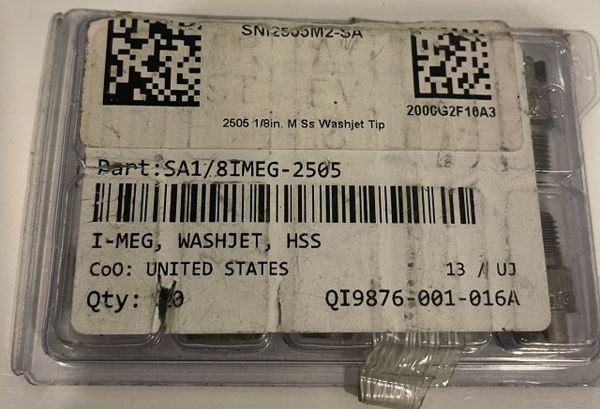 2000G2F10A3
2505 1/8in. M Ss Washjet Tip
Part:SA1/8IMEG-2505
I-MEG, WASHJET, HSS
CoO: UNITED STATES
13 / UJ
Qty:
QI9876-001-016A